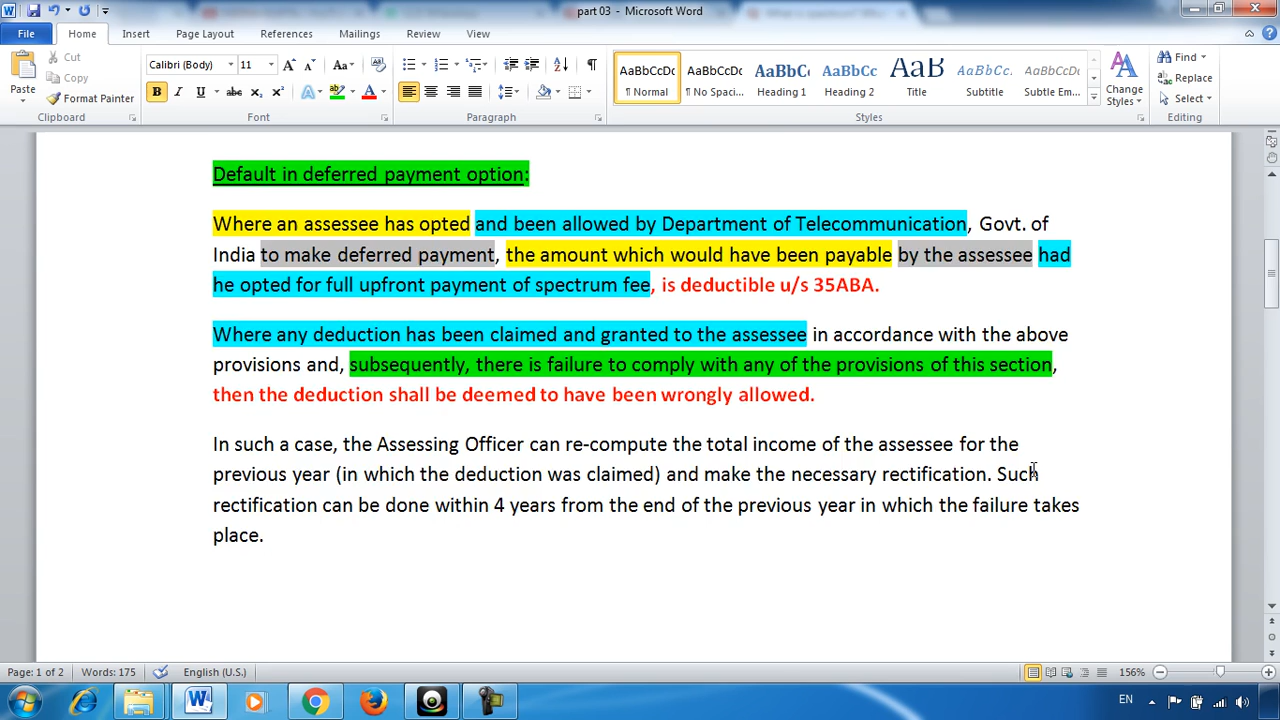 part 03 - Microsoft Word
File Home Insert Page Layout References Mailings Review View
Paste
Cut
Copy
Format Painter
Clipboard
Calibri (Body) 11
Font
Paragraph
AaBbCcDc AaBbCcDc AaBbCc AaBbCc AaB AaBbCcL AaBbCcDc
¶ Normal ¶ No Spaci... Heading 1 Heading 2 Title Subtitle Subtle Em...
Styles
Change Styles
Find
Replace
Select
Editing
Default in deferred payment option:
Where an assessee has opted and been allowed by Department of Telecommunication, Govt. of
India to make deferred payment, the amount which would have been payable by the assessee had
he opted for full upfront payment of spectrum fee, is deductible u/s 35ABA.
Where any deduction has been claimed and granted to the assessee in accordance with the above
provisions and, subsequently, there is failure to comply with any of the provisions of this section,
then the deduction shall be deemed to have been wrongly allowed.
In such a case, the Assessing Officer can re-compute the total income of the assessee for the
previous year (in which the deduction was claimed) and make the necessary rectification. Such
rectification can be done within 4 years from the end of the previous year in which the failure takes
place.
Page: 1 of 2 Words: 175 English (U.S.) 156%
EN